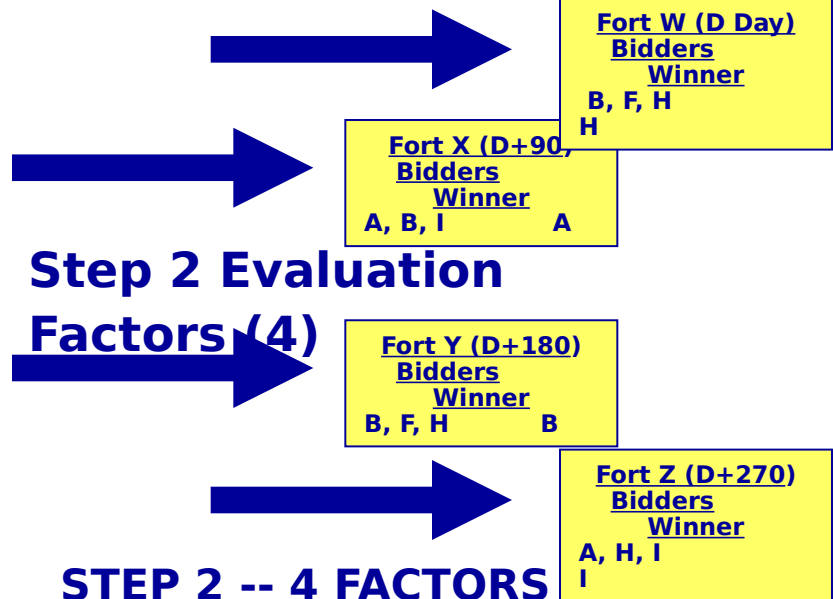 Fort W (D Day)
Bidders
Winner
B, F, H
H
Fort X (D+90)
Bidders
Winner
A, B, I A
Step 2 Evaluation
Factors (4)
Fort Y (D+180)
Bidders
Winner
B, F, H B
Fort Z (D+270)
Bidders
Winner
A, H, I
I
STEP 2 -- 4 FACTORS